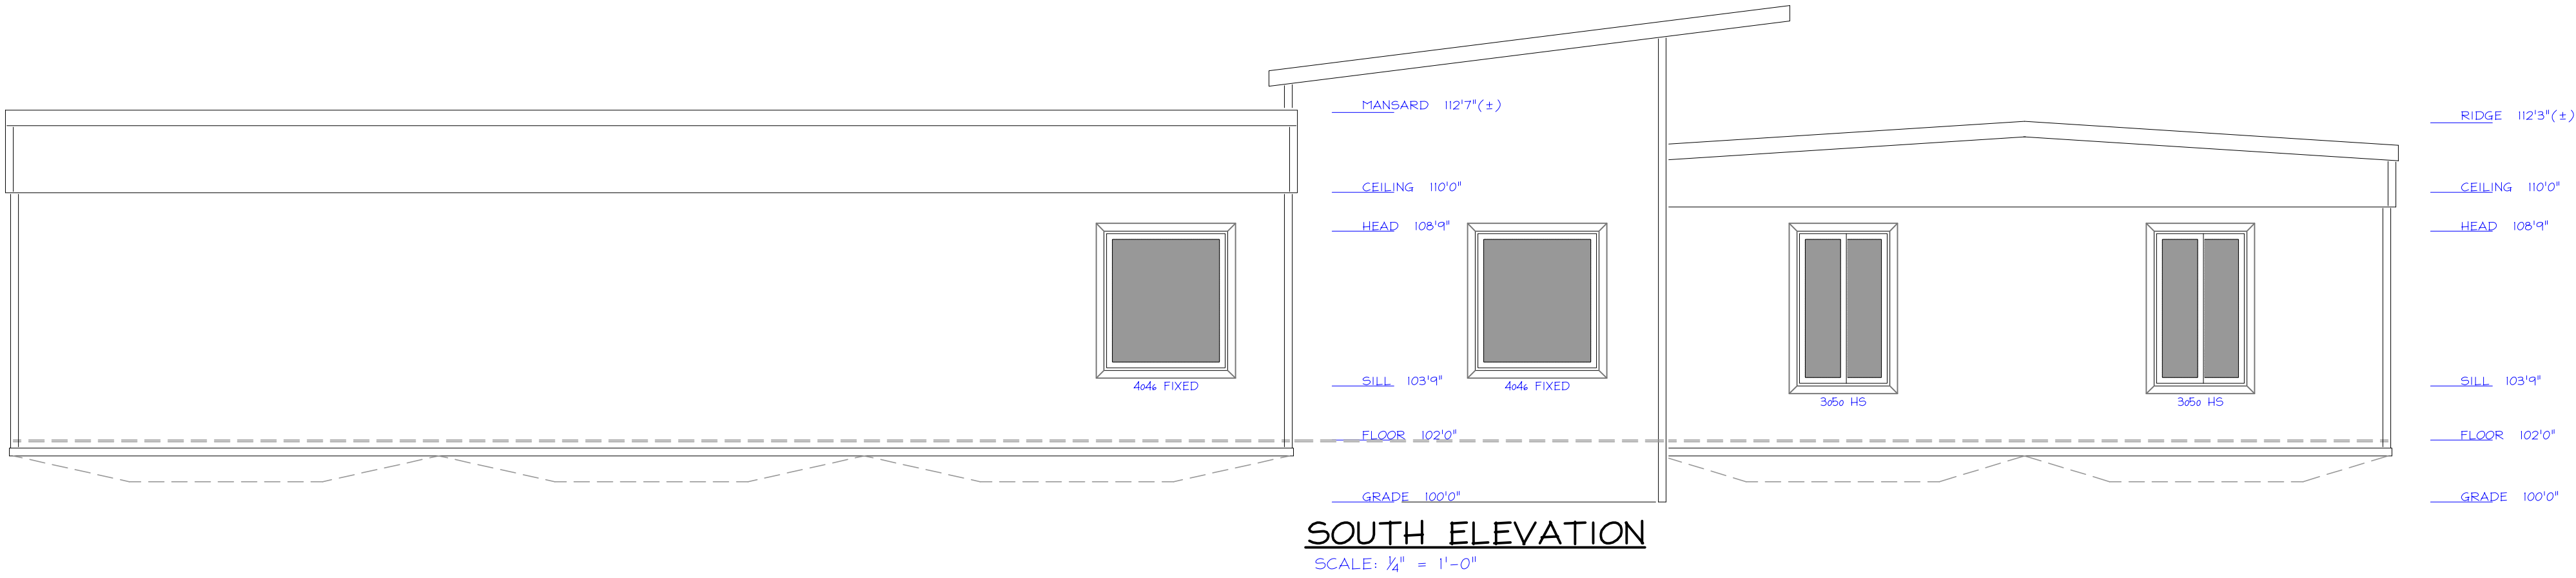 MANSARD 112'7"(±)
RIDGE 112'3"(±)
CEILING 110'0"
CEILING 110'0"
HEAD 108'9"
HEAD 108'9"
SILL 103'9"
SILL 103'9"
4046 FIXED
4046 FIXED
3050 HS
3050 HS
FLOOR 102'0"
FLOOR 102'0"
GRADE 100'0"
GRADE 100'0"
SOUTH ELEVATION
SCALE: 1/4" = 1'-0"